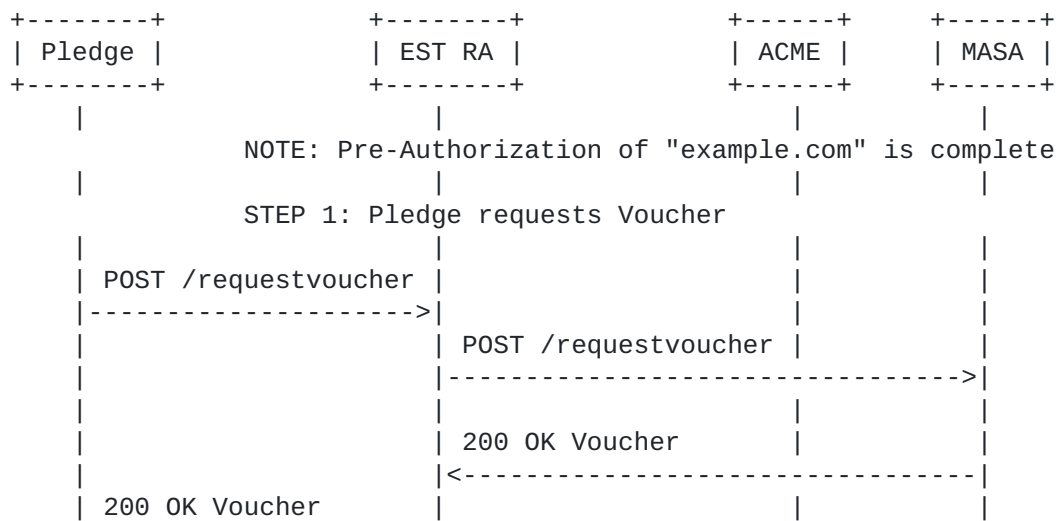 +--------+             +--------+             +------+     +------+
| Pledge |             | EST RA |             | ACME |     | MASA |
+--------+             +--------+             +------+     +------+
    |                      |                      |           |
               NOTE: Pre-Authorization of "example.com" is complete
    |                      |                      |           |
               STEP 1: Pledge requests Voucher
    |                      |                      |           |
    | POST /requestvoucher |                      |           |
    |--------------------->|                      |           |
    |                      | POST /requestvoucher |           |
    |                      |--------------------------------->|
    |                      |                      |           |
    |                      | 200 OK Voucher       |           |
    |                      |<---------------------------------|
    | 200 OK Voucher       |                      |           |